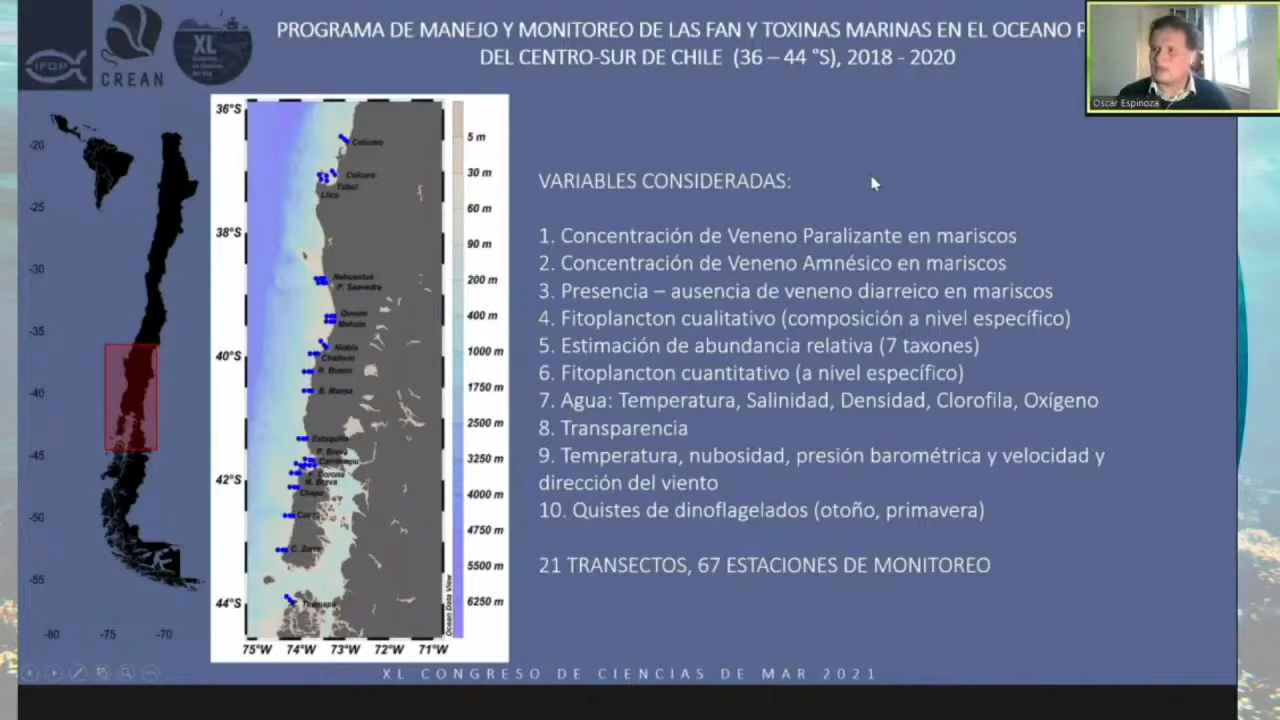 IFOP
CREAN
XL
PROGRAMA DE MANEJO Y MONITOREO DE LAS FAN Y TOXINAS MARINAS EN EL OCEANO P
DEL CENTRO-SUR DE CHILE (36 – 44 °S), 2018 - 2020
Oscar Espinoza
-20
-25
-30
-35
-40
-45
-50
-55
-80
-75
-70
36°S
38°S
40°S
42°S
44°S
75°W
74°W
73°W
72°W
71°W
Coliumo
Colcura
Tubul
Llico
Nehuentue
P. Saavedra
Queule
Mehuin
Niebla
Chaihuin
R. Bueno
B. Mansa
Estaquilla
P. Brava
Carelmapu
F. Corona
M. Brava
Chepu
Cucao
C. Zorra
5 m
30 m
60 m
90 m
200 m
400 m
1000 m
1750 m
2500 m
3250 m
4000 m
4750 m
5500 m
6250 m
Ocean Data View
VARIABLES CONSIDERADAS:
1. Concentración de Veneno Paralizante en mariscos
2. Concentración de Veneno Amnésico en mariscos
3. Presencia – ausencia de veneno diarreico en mariscos
4. Fitoplancton cualitativo (composición a nivel específico)
5. Estimación de abundancia relativa (7 taxones)
6. Fitoplancton cuantitativo (a nivel específico)
7. Agua: Temperatura, Salinidad, Densidad, Clorofila, Oxígeno
8. Transparencia
9. Temperatura, nubosidad, presión barométrica y velocidad y
dirección del viento
10. Quistes de dinoflagelados (otoño, primavera)
21 TRANSECTOS, 67 ESTACIONES DE MONITOREO
XL CONGRESO DE CIENCIAS DE MAR 2021